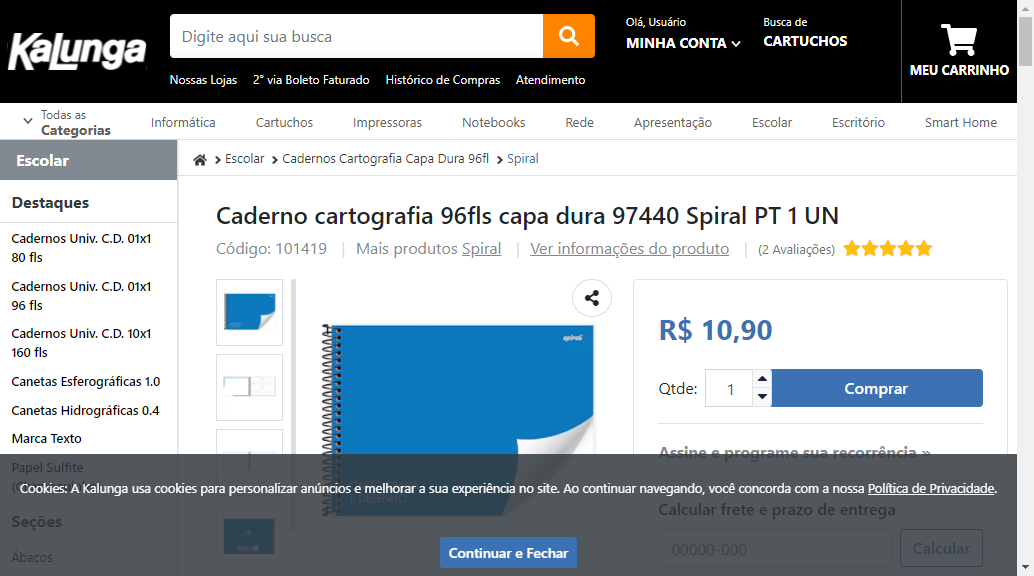 Kalunga
Digite aqui sua busca
Olá, Usuário
MINHA CONTA
Busca de
CARTUCHOS
MEU CARRINHO
Nossas Lojas 2° via Boleto Faturado Histórico de Compras Atendimento
Todas as
Categorias
Informática Cartuchos Impressoras Notebooks Rede Apresentação Escolar Escritório Smart Home
Escolar
Escolar Cadernos Cartografia Capa Dura 96fl Spiral
Destaques
Cadernos Univ. C.D. 01x1
80 fls
Cadernos Univ. C.D. 01x1
96 fls
Cadernos Univ. C.D. 10x1
160 fls
Canetas Esferográficas 1.0
Canetas Hidrográficas 0.4
Marca Texto
Papel Sulfite
Seções
Ábacos
Caderno cartografia 96fls capa dura 97440 Spiral PT 1 UN
Código: 101419 | Mais produtos Spiral | Ver informações do produto | (2 Avaliações)
spiral
R$ 10,90
Qtde: 1 Comprar
Assine e programe sua recorrência »
Cookies: A Kalunga usa cookies para personalizar anúncios e melhorar a sua experiência no site. Ao continuar navegando, você concorda com a nossa Política de Privacidade.
Calcular frete e prazo de entrega
00000-000 Calcular
Continuar e Fechar